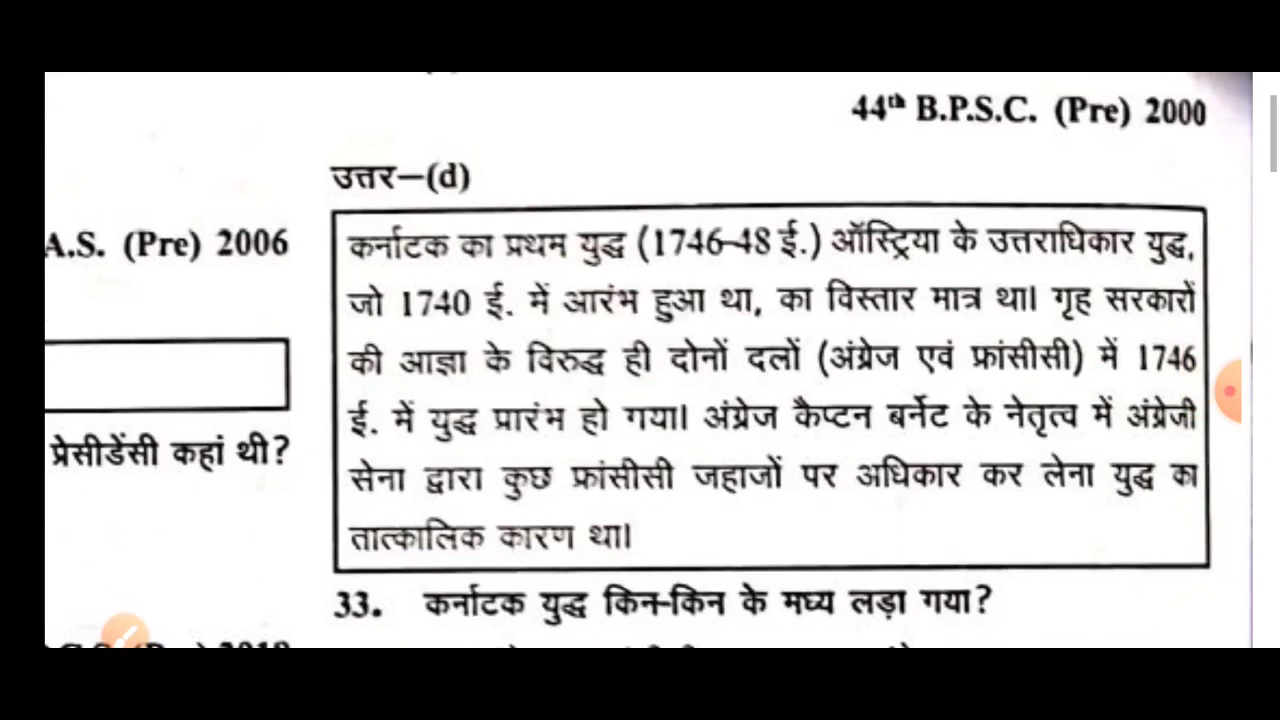 44th B.P.S.C. (Pre) 2000
उत्तर–(d)
A.S. (Pre) 2006
कर्नाटक का प्रथम युद्ध (1746-48 ई.) ऑस्ट्रिया के उत्तराधिकार युद्ध,
जो 1740 ई. में आरंभ हुआ था, का विस्तार मात्र था। गृह सरकारों
की आज्ञा के विरुद्ध ही दोनों दलों (अंग्रेज एवं फ्रांसीसी) में 1746
ई. में युद्ध प्रारंभ हो गया। अंग्रेज कैप्टन बर्नेट के नेतृत्व में अंग्रेजी
सेना द्वारा कुछ फ्रांसीसी जहाजों पर अधिकार कर लेना युद्ध का
तात्कालिक कारण था।
प्रेसीडेंसी कहां थी?
33. कर्नाटक युद्ध किन-किन के मध्य लड़ा गया?